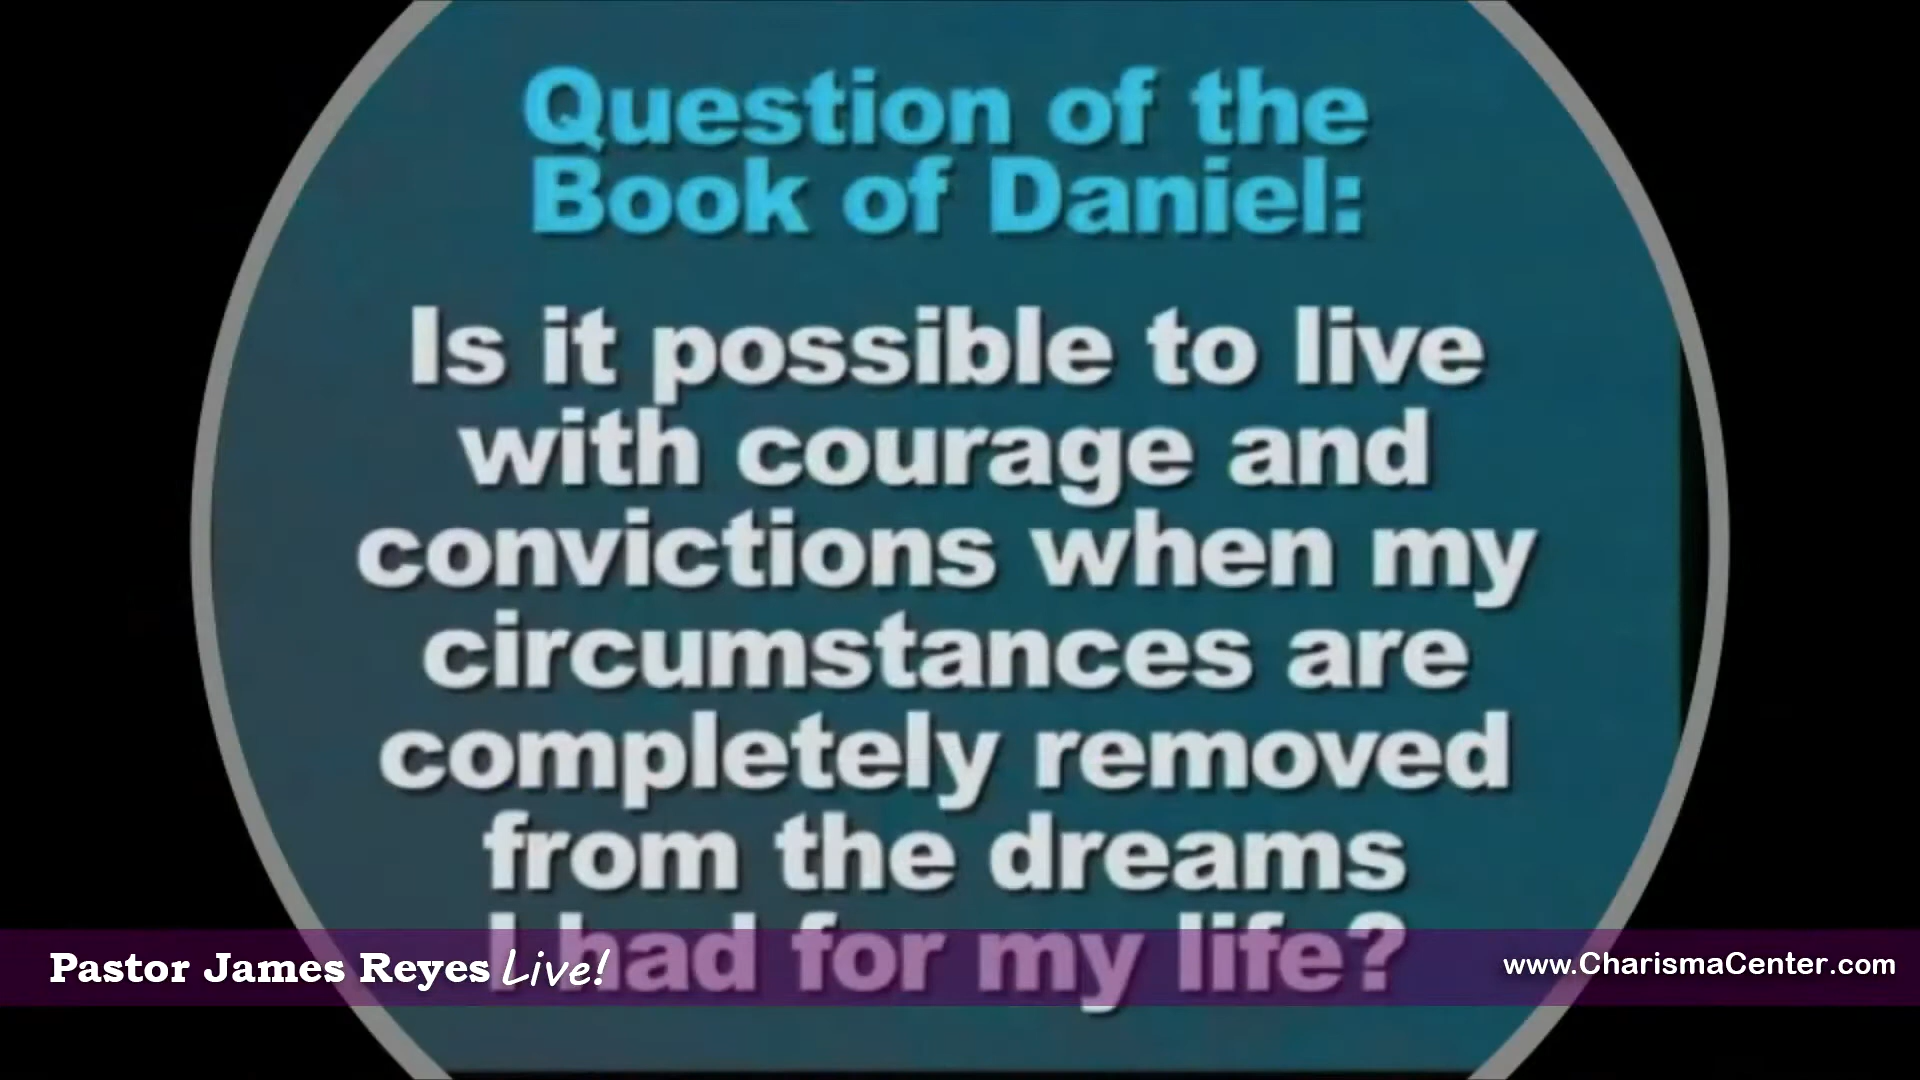 Question of the
Book of Daniel:
Is it possible to live
with courage and
convictions when my
circumstances are
completely removed
from the dreams
I had for my life?
Pastor James Reyes Live!
www.CharismaCenter.com